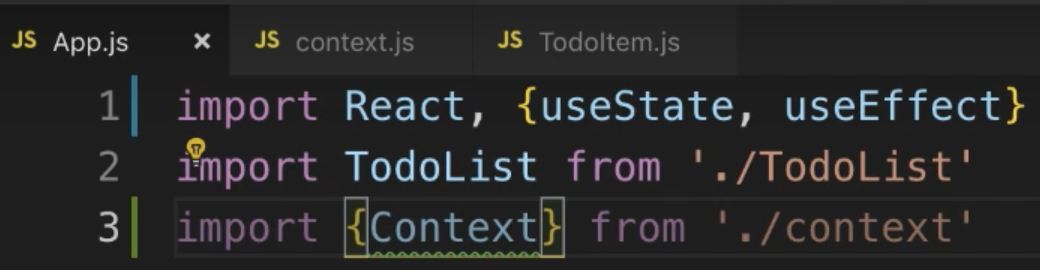 JS App.js × JS context.js JS TodoItem.js
1 import React, {useState, useEffect}
2 import TodoList from './TodoList'
3 import {Context} from './context'